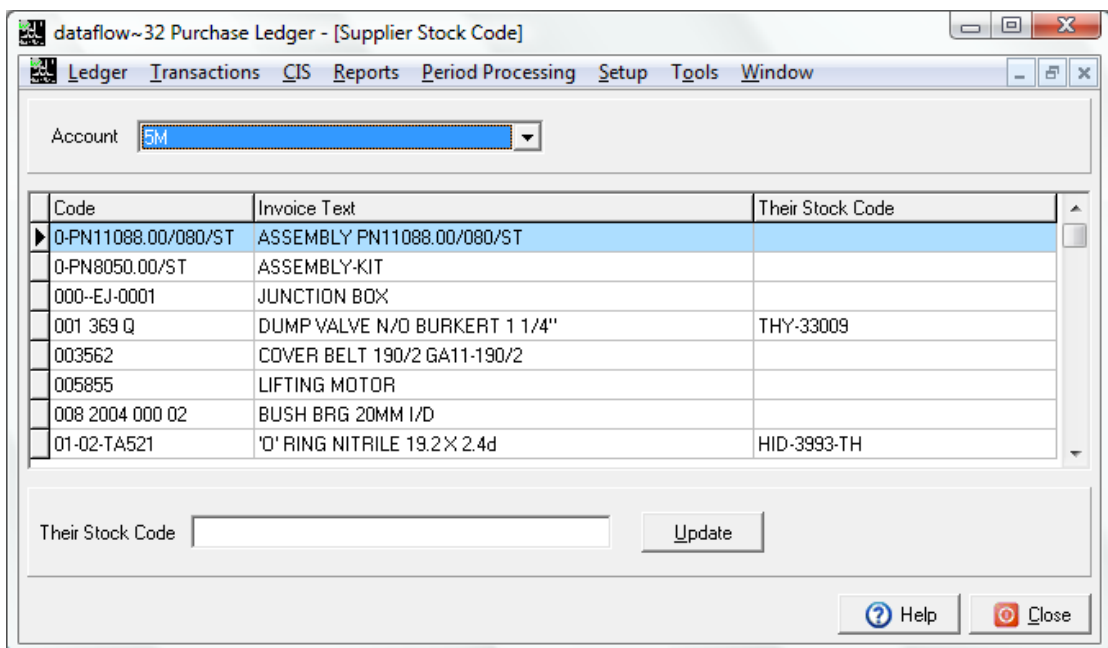 dataflow~32 Purchase Ledger - [Supplier Stock Code]
Ledger Transactions CIS Reports Period Processing Setup Tools Window
Account 5M
Code Invoice Text Their Stock Code
0-PN11088.00/080/ST ASSEMBLY PN11088.00/080/ST
0-PN8050.00/ST ASSEMBLY-KIT
000--EJ-0001 JUNCTION BOX
001 369 Q DUMP VALVE N/O BURKERT 1 1/4" THY-33009
003562 COVER BELT 190/2 GA11-190/2
005855 LIFTING MOTOR
008 2004 000 02 BUSH BRG 20MM I/D
01-02-TA521 'O' RING NITRILE 19.2 X 2.4d HID-3993-TH
Their Stock Code Update
Help Close